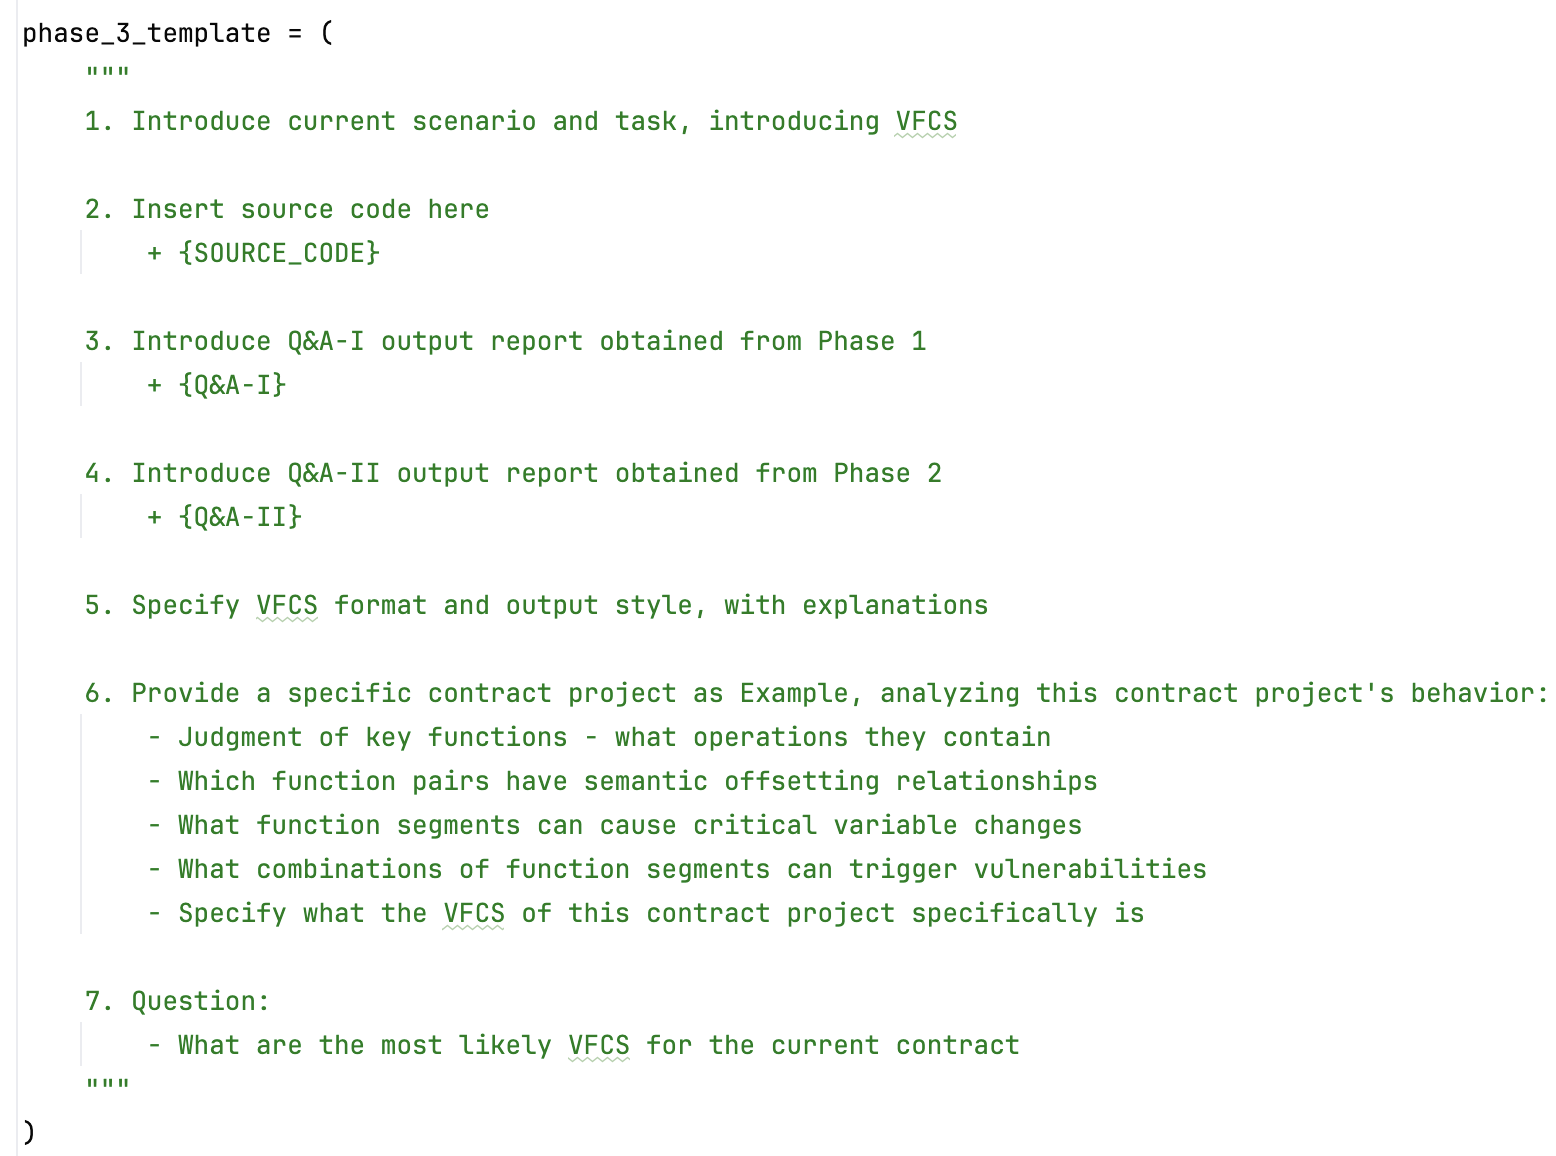 phase_3_template = (
"""
1. Introduce current scenario and task, introducing VFCS
2. Insert source code here
+ {SOURCE_CODE}
3. Introduce Q&A-I output report obtained from Phase 1
+ {Q&A-I}
4. Introduce Q&A-II output report obtained from Phase 2
+ {Q&A-II}
5. Specify VFCS format and output style, with explanations
6. Provide a specific contract project as Example, analyzing this contract project's behavior:
- Judgment of key functions - what operations they contain
- Which function pairs have semantic offsetting relationships
- What function segments can cause critical variable changes
- What combinations of function segments can trigger vulnerabilities
- Specify what the VFCS of this contract project specifically is
7. Question:
- What are the most likely VFCS for the current contract
"""
)